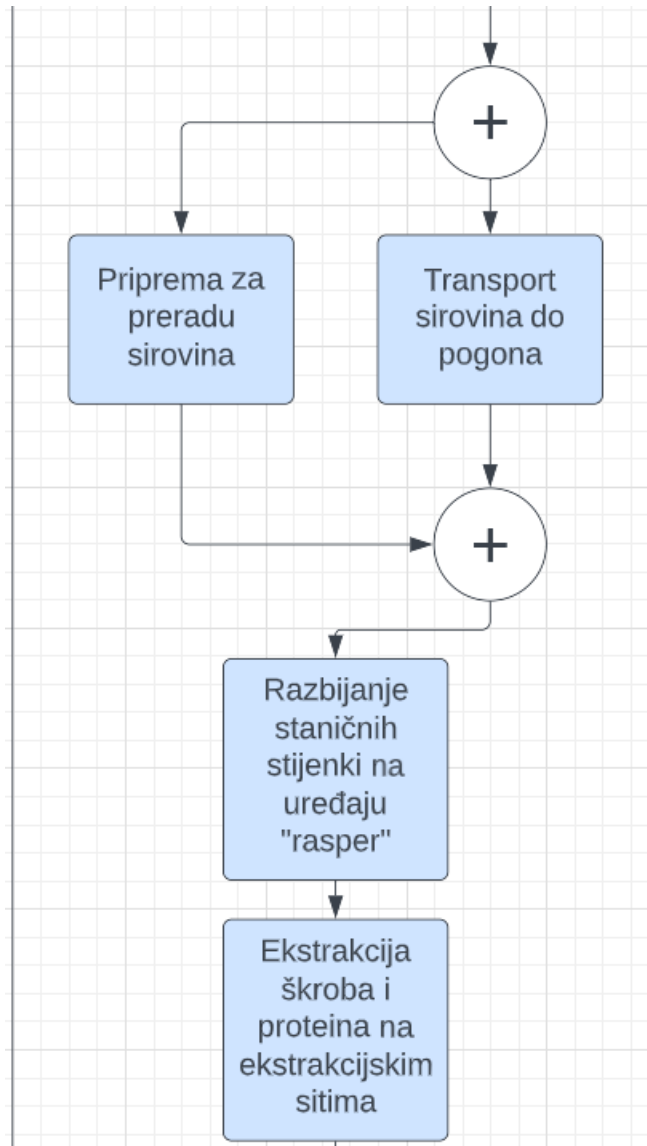 +
Priprema za
preradu
sirovina
Transport
sirovina do
pogona
+
Razbijanje
staničnih
stijenki na
uređaju
"rasper"
Ekstrakcija
škroba i
proteina na
ekstrakcijskim
sitima